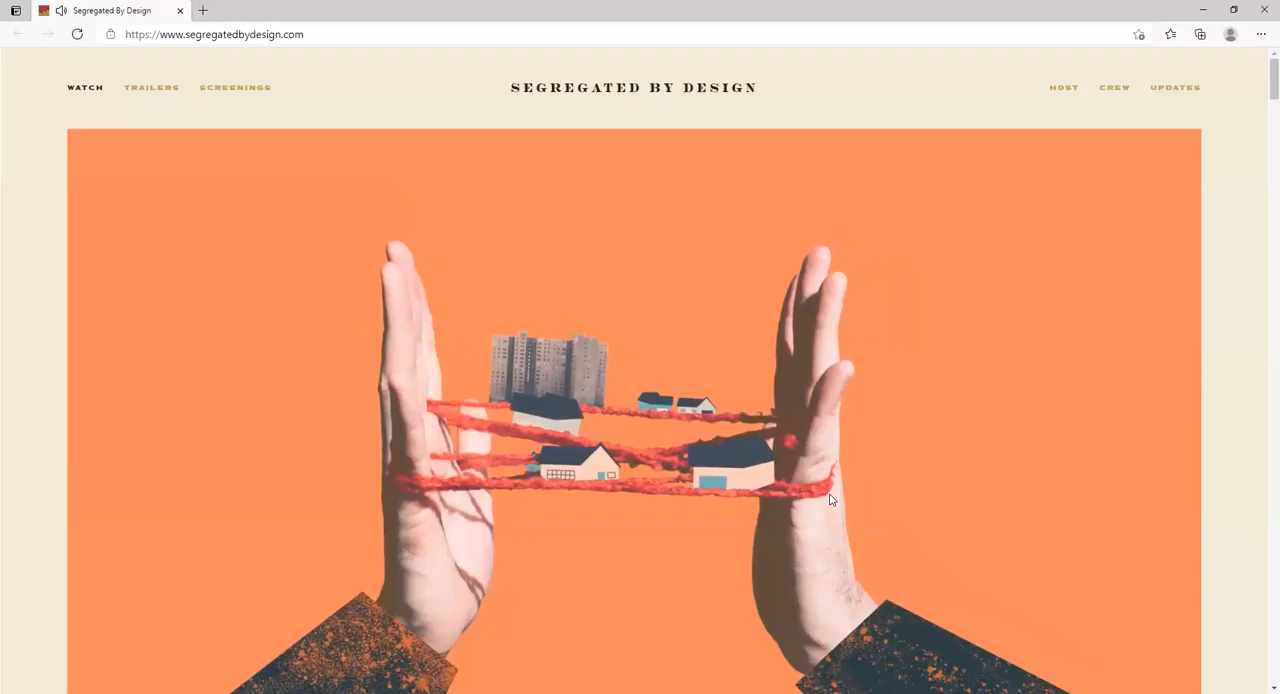 Segregated By Design
https://www.segregatedbydesign.com
WATCH TRAILERS SCREENINGS SEGREGATED BY DESIGN HOST CREW UPDATES